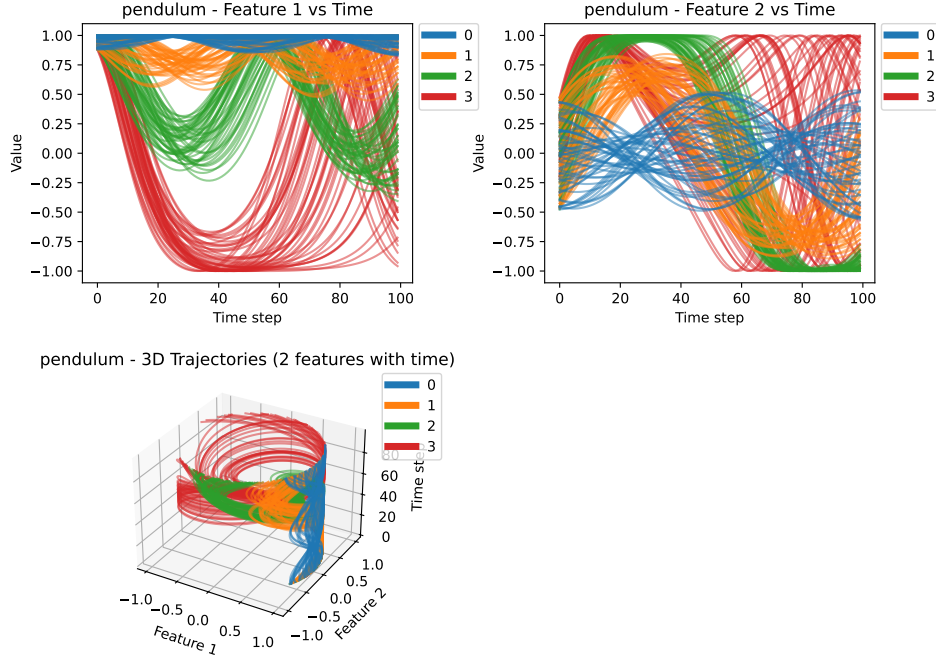 pendulum - Feature 1 vs Time
1.00
0.75
0.50
0.25
0.00
−0.25
−0.50
−0.75
−1.00
Value
0 20 40 60 80 100
Time step
0
1
2
3
pendulum - Feature 2 vs Time
1.00
0.75
0.50
0.25
0.00
−0.25
−0.50
−0.75
−1.00
Value
0 20 40 60 80 100
Time step
0
1
2
3
pendulum - 3D Trajectories (2 features with time)
0
1
2
3
80
60
40
20
0
Time step
−1.0 −0.5 0.0 0.5 1.0
Feature 1
−1.0 −0.5 0.0 0.5 1.0
Feature 2